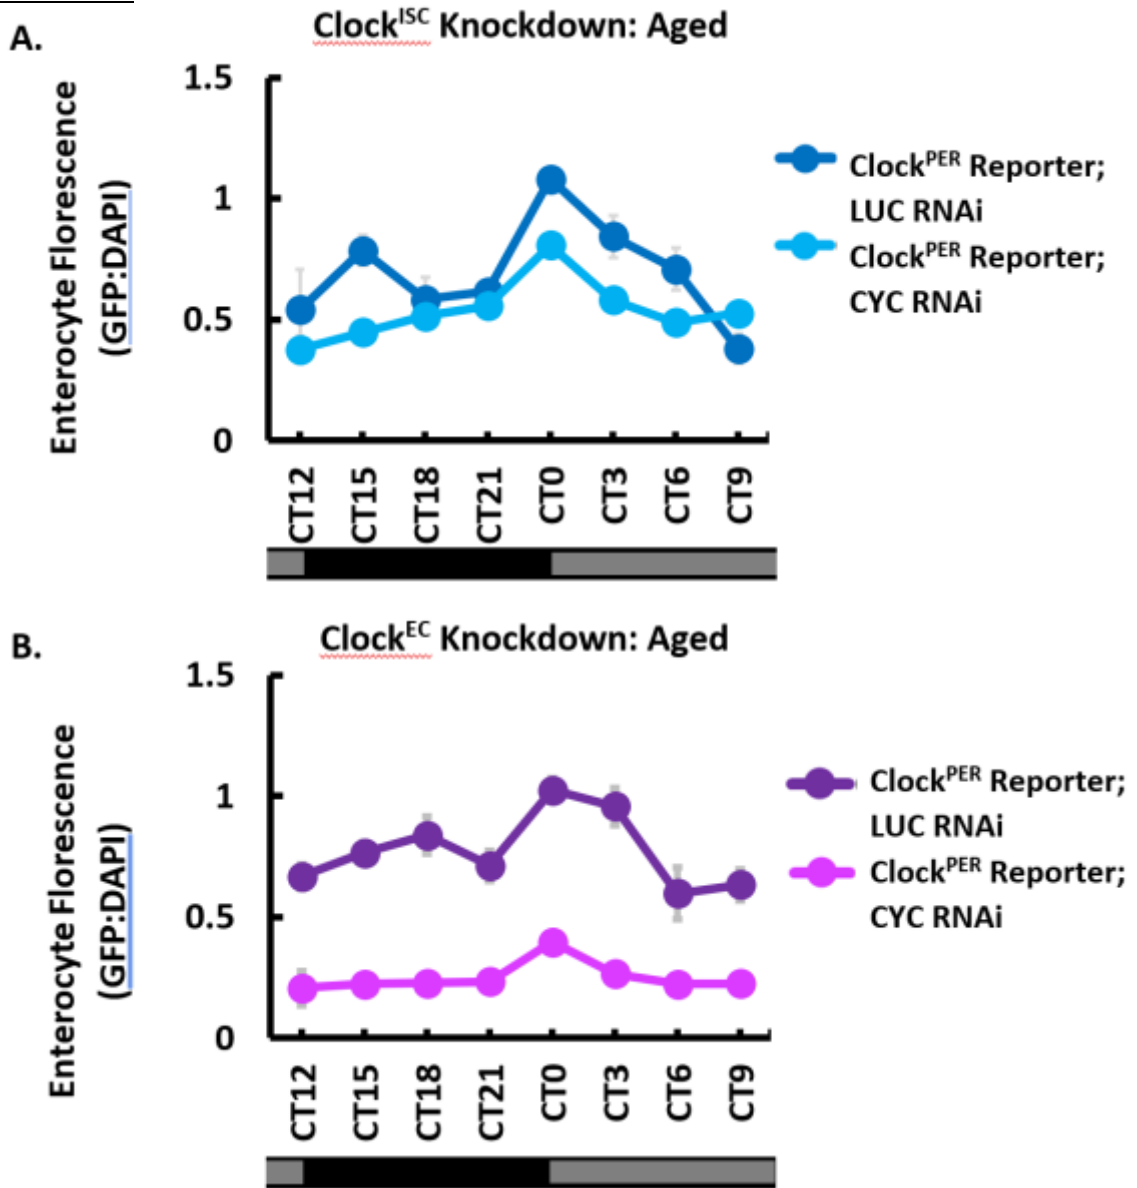 A.
Clock^ISC Knockdown: Aged
Enterocyte Florescence
(GFP:DAPI)
1.5
1
0.5
0
CT12
CT15
CT18
CT21
CT0
CT3
CT6
CT9
Clock^PER Reporter;
LUC RNAi
Clock^PER Reporter;
CYC RNAi
B.
Clock^EC Knockdown: Aged
Enterocyte Florescence
(GFP:DAPI)
1.5
1
0.5
0
CT12
CT15
CT18
CT21
CT0
CT3
CT6
CT9
Clock^PER Reporter;
LUC RNAi
Clock^PER Reporter;
CYC RNAi